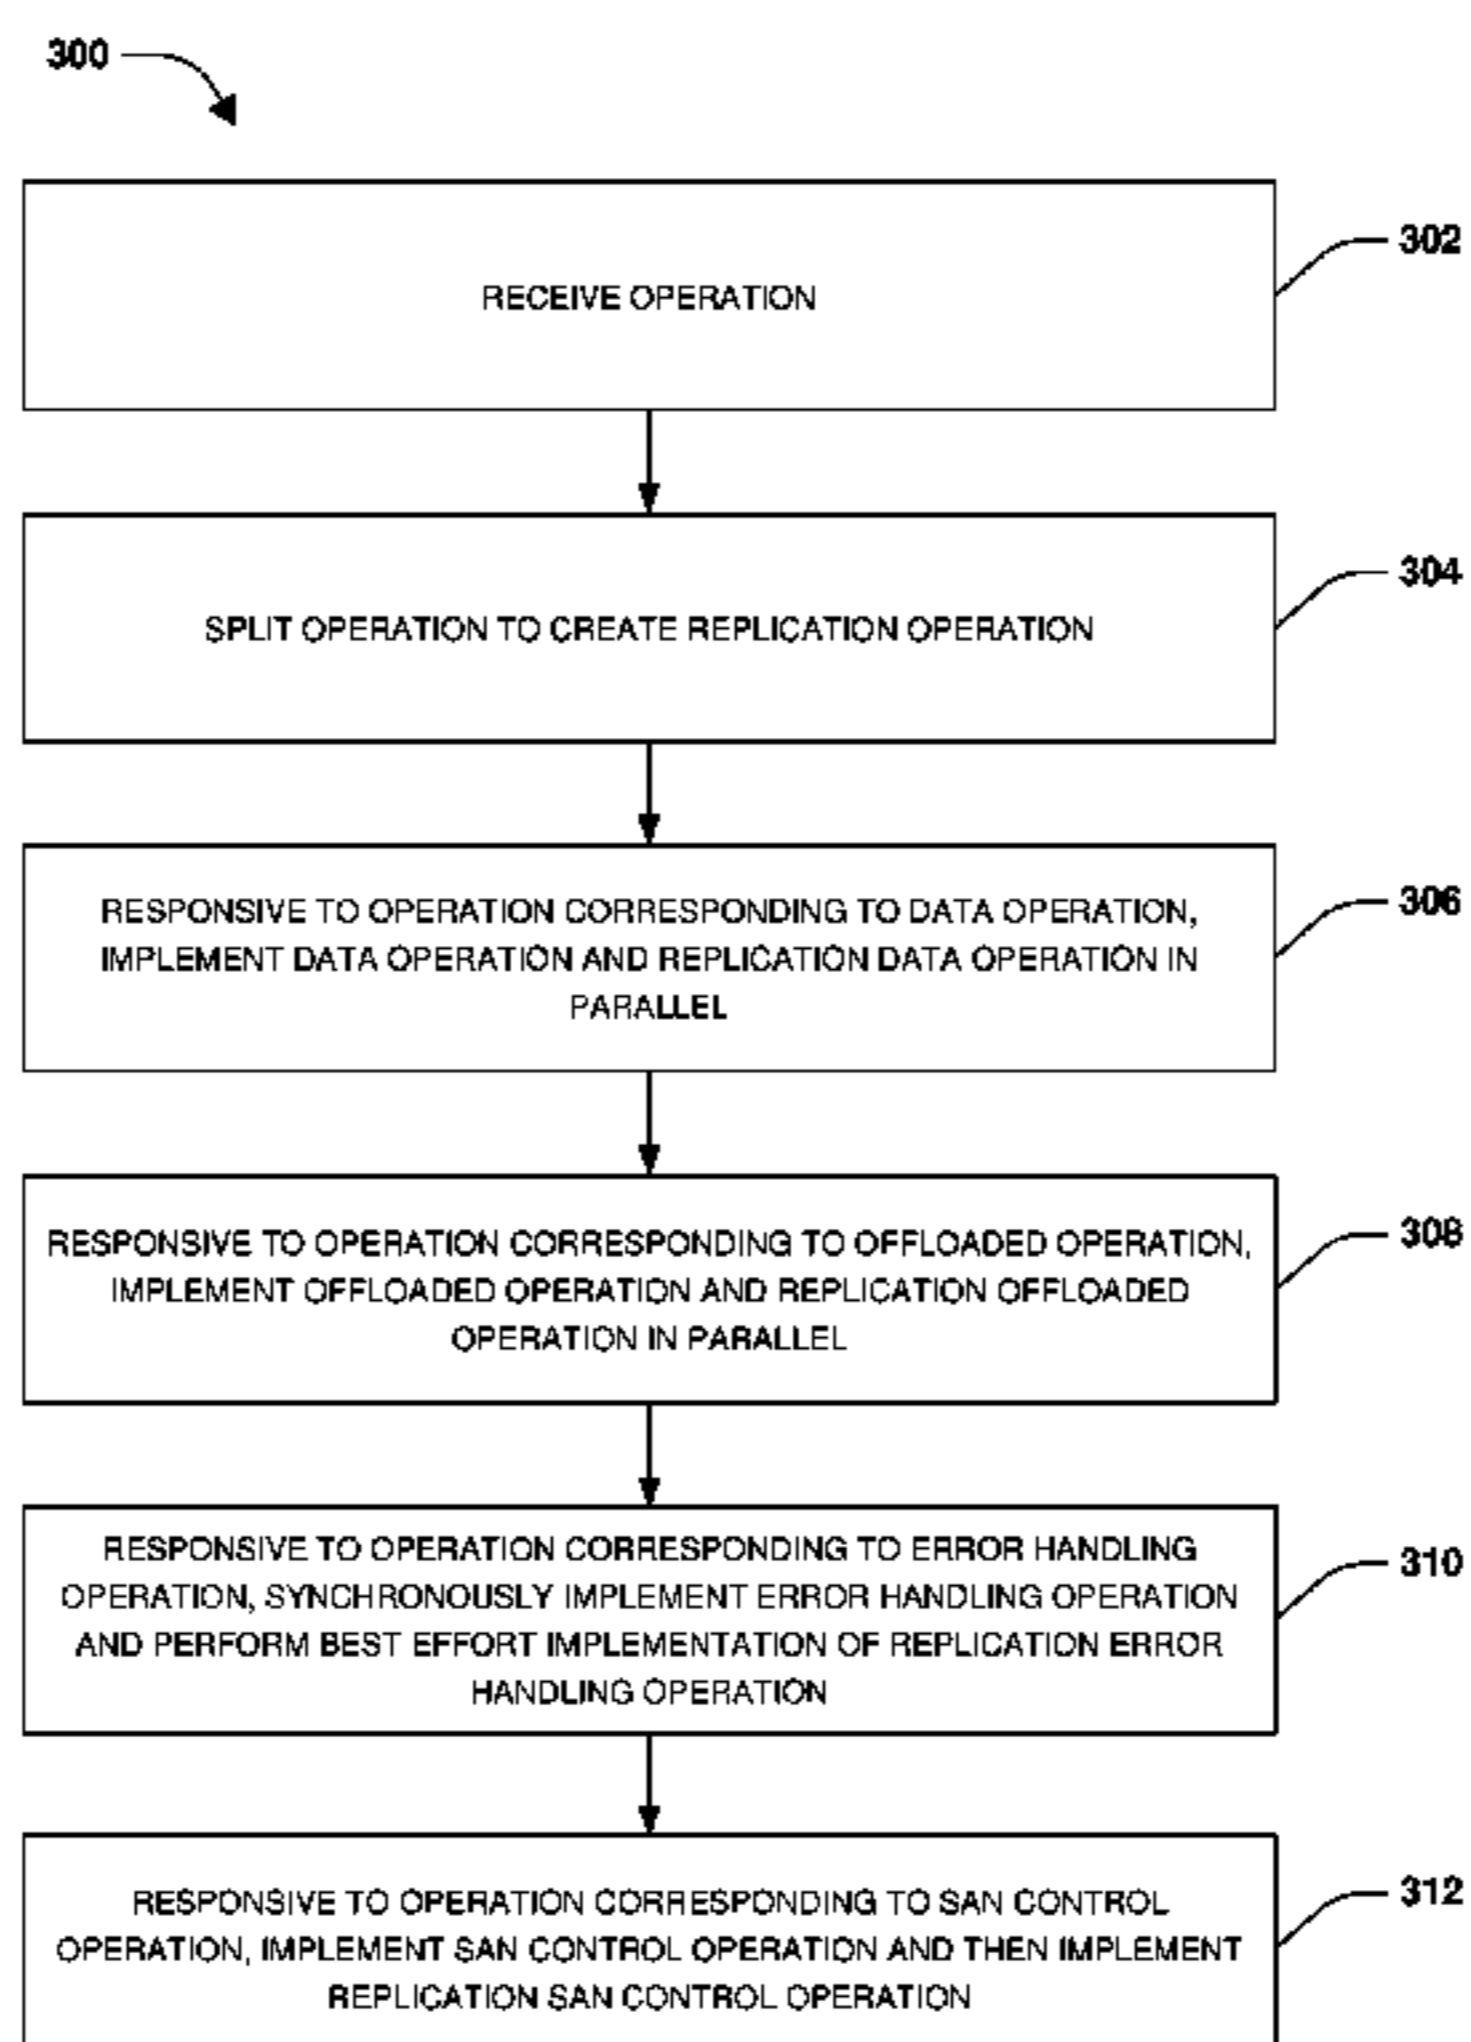 300
302
RECEIVE OPERATION
304
SPLIT OPERATION TO CREATE REPLICATION OPERATION
306
RESPONSIVE TO OPERATION CORRESPONDING TO DATA OPERATION,
IMPLEMENT DATA OPERATION AND REPLICATION DATA OPERATION IN
PARALLEL
308
RESPONSIVE TO OPERATION CORRESPONDING TO OFFLOADED OPERATION,
IMPLEMENT OFFLOADED OPERATION AND REPLICATION OFFLOADED
OPERATION IN PARALLEL
310
RESPONSIVE TO OPERATION CORRESPONDING TO ERROR HANDLING
OPERATION, SYNCHRONOUSLY IMPLEMENT ERROR HANDLING OPERATION
AND PERFORM BEST EFFORT IMPLEMENTATION OF REPLICATION ERROR
HANDLING OPERATION
312
RESPONSIVE TO OPERATION CORRESPONDING TO SAN CONTROL
OPERATION, IMPLEMENT SAN CONTROL OPERATION AND THEN IMPLEMENT
REPLICATION SAN CONTROL OPERATION